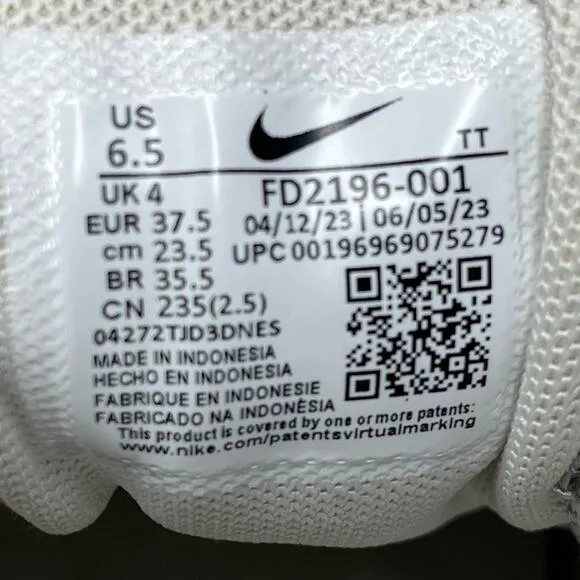 US
6.5
TT
UK 4
FD2196-001
EUR 37.5
04/12/23 | 06/05/23
cm 23.5
UPC 00196969075279
BR 35.5
CN 235(2.5)
04272TJD3DNES
MADE IN INDONESIA
HECHO EN INDONESIA
FABRIQUE EN INDONESIE
FABRICADO NA INDONÉSIA
This product is covered by one or more patents:
www.nike.com/patentsvirtualmarking